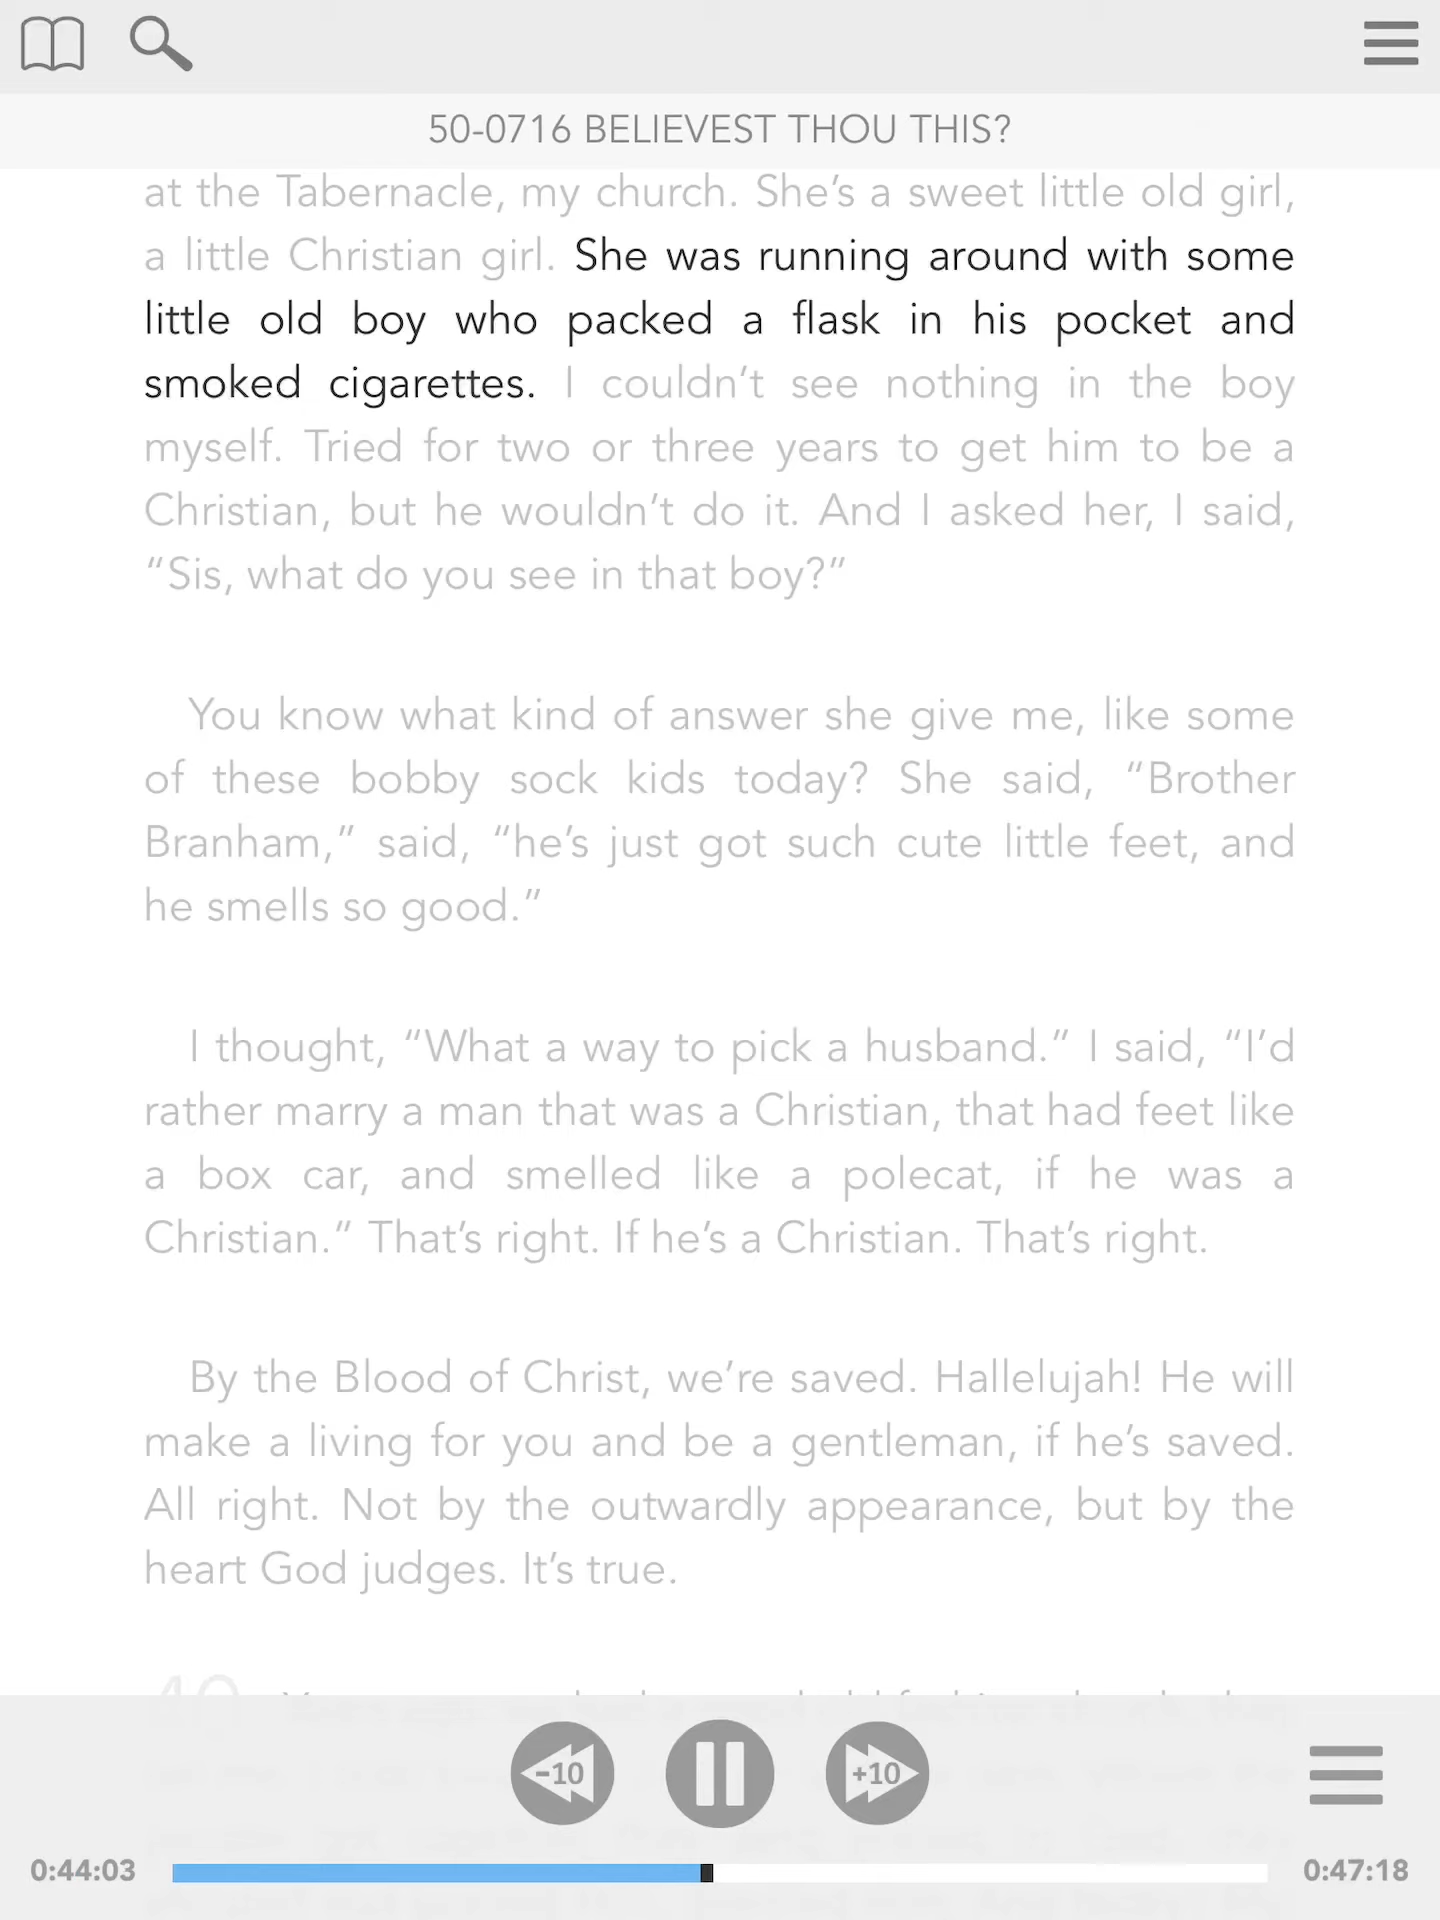 50-0716 BELIEVEST THOU THIS?
at the Tabernacle, my church. She’s a sweet little old girl,
a little Christian girl. She was running around with some
little old boy who packed a flask in his pocket and
smoked cigarettes. I couldn’t see nothing in the boy
myself. Tried for two or three years to get him to be a
Christian, but he wouldn’t do it. And I asked her, I said,
“Sis, what do you see in that boy?”
You know what kind of answer she give me, like some
of these bobby sock kids today? She said, “Brother
Branham,” said, “he’s just got such cute little feet, and
he smells so good.”
I thought, “What a way to pick a husband.” I said, “I’d
rather marry a man that was a Christian, that had feet like
a box car, and smelled like a polecat, if he was a
Christian.” That’s right. If he’s a Christian. That’s right.
By the Blood of Christ, we’re saved. Hallelujah! He will
make a living for you and be a gentleman, if he’s saved.
All right. Not by the outwardly appearance, but by the
heart God judges. It’s true.
-10 +10
0:44:03 0:47:18